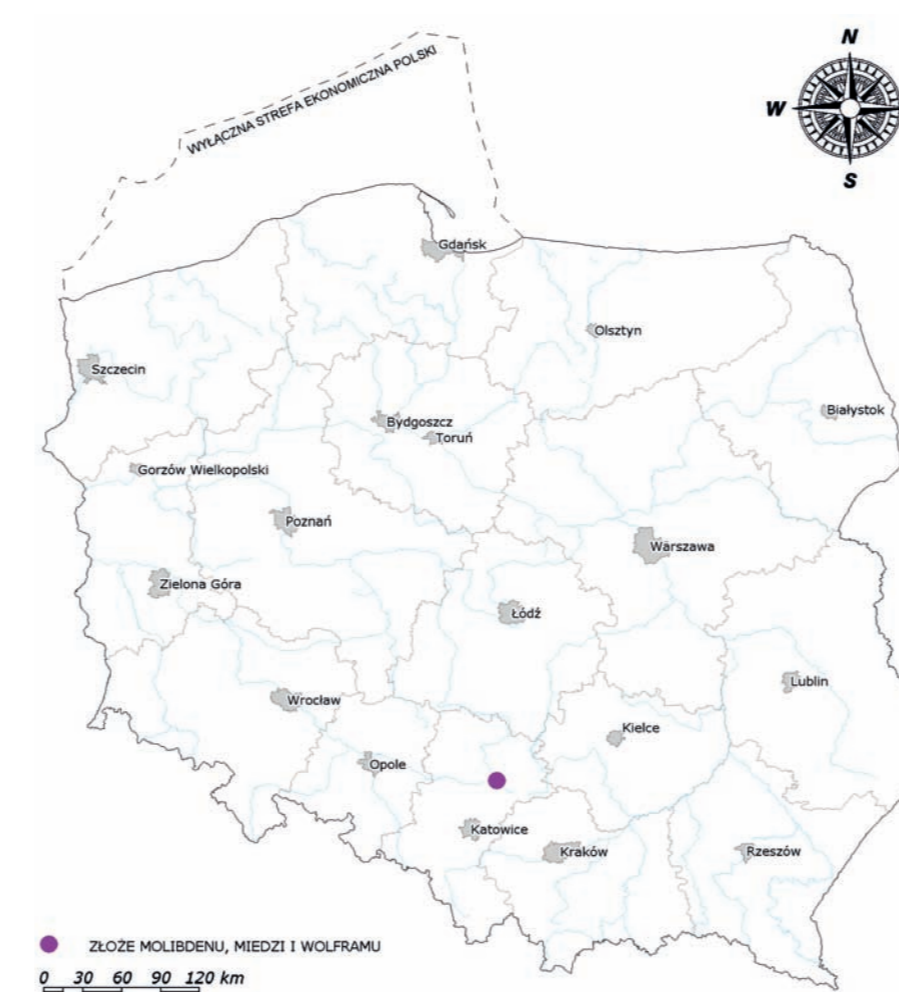 N
WYŁĄCZNA STREFA EKONOMICZNA POLSKI
W
S
Gdańsk
Olsztyn
Szczecin
Białystok
Bydgoszcz
Toruń
Gorzów Wielkopolski
Poznań
Warszawa
Zielona Góra
Łódź
Lublin
Wrocław
Kielce
Opole
Katowice
Kraków
Rzeszów
ZŁOŻE MOLIBDENU, MIEDZI I WOLFRAMU
0 30 60 90 120 km